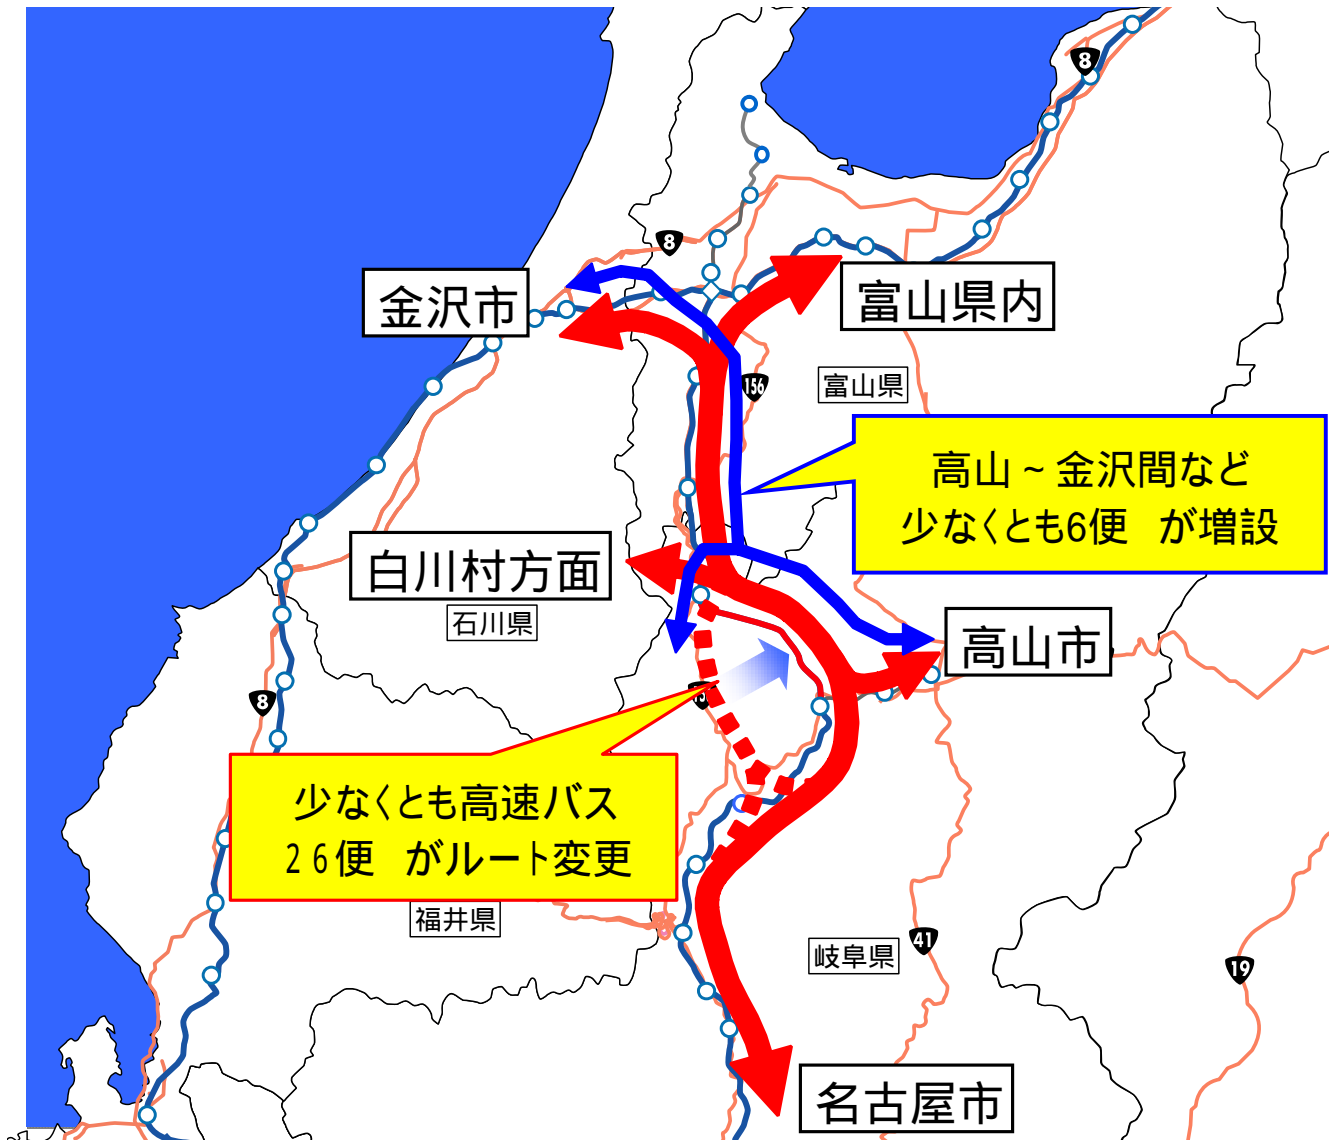 8
8
金沢市
富山県内
156
富山県
高山～金沢間など
少なくとも6便 が増設
白川村方面
石川県
高山市
8
少なくとも高速バス
26便 がルート変更
福井県
岐阜県
41
19
名古屋市